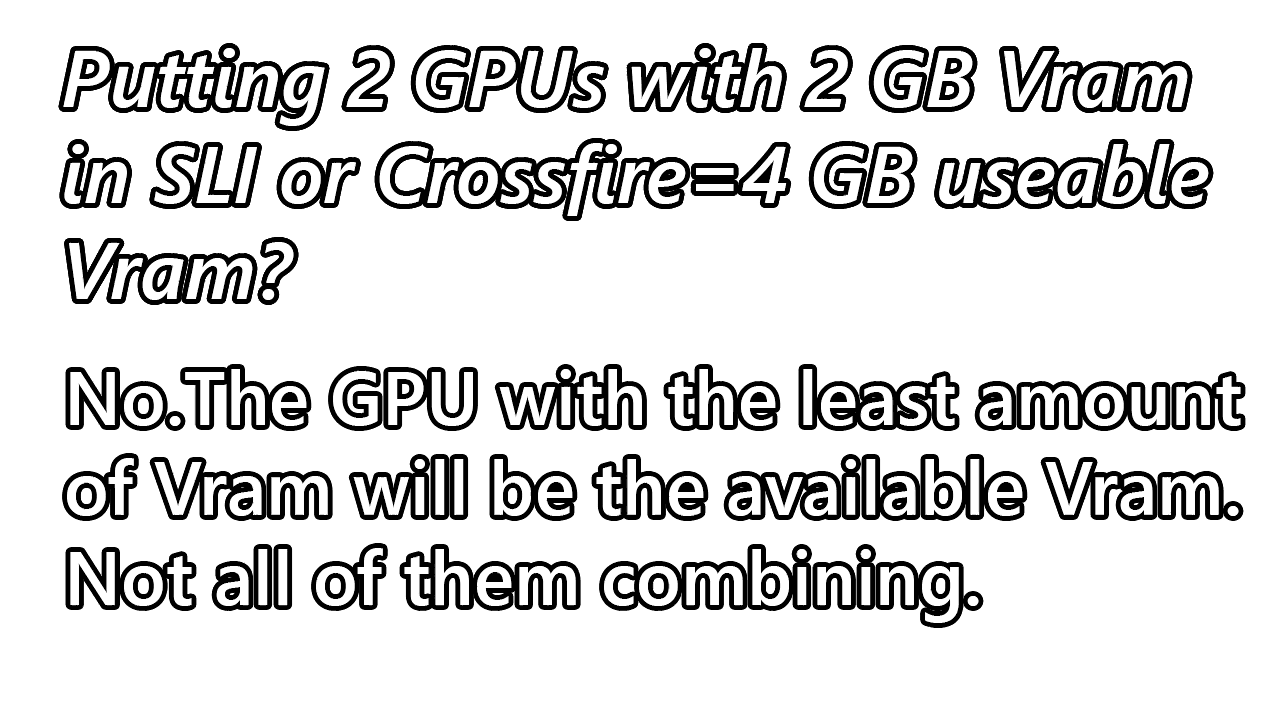 Putting 2 GPUs with 2 GB Vram
in SLI or Crossfire=4 GB useable
Vram?
No.The GPU with the least amount
of Vram will be the available Vram.
Not all of them combining.